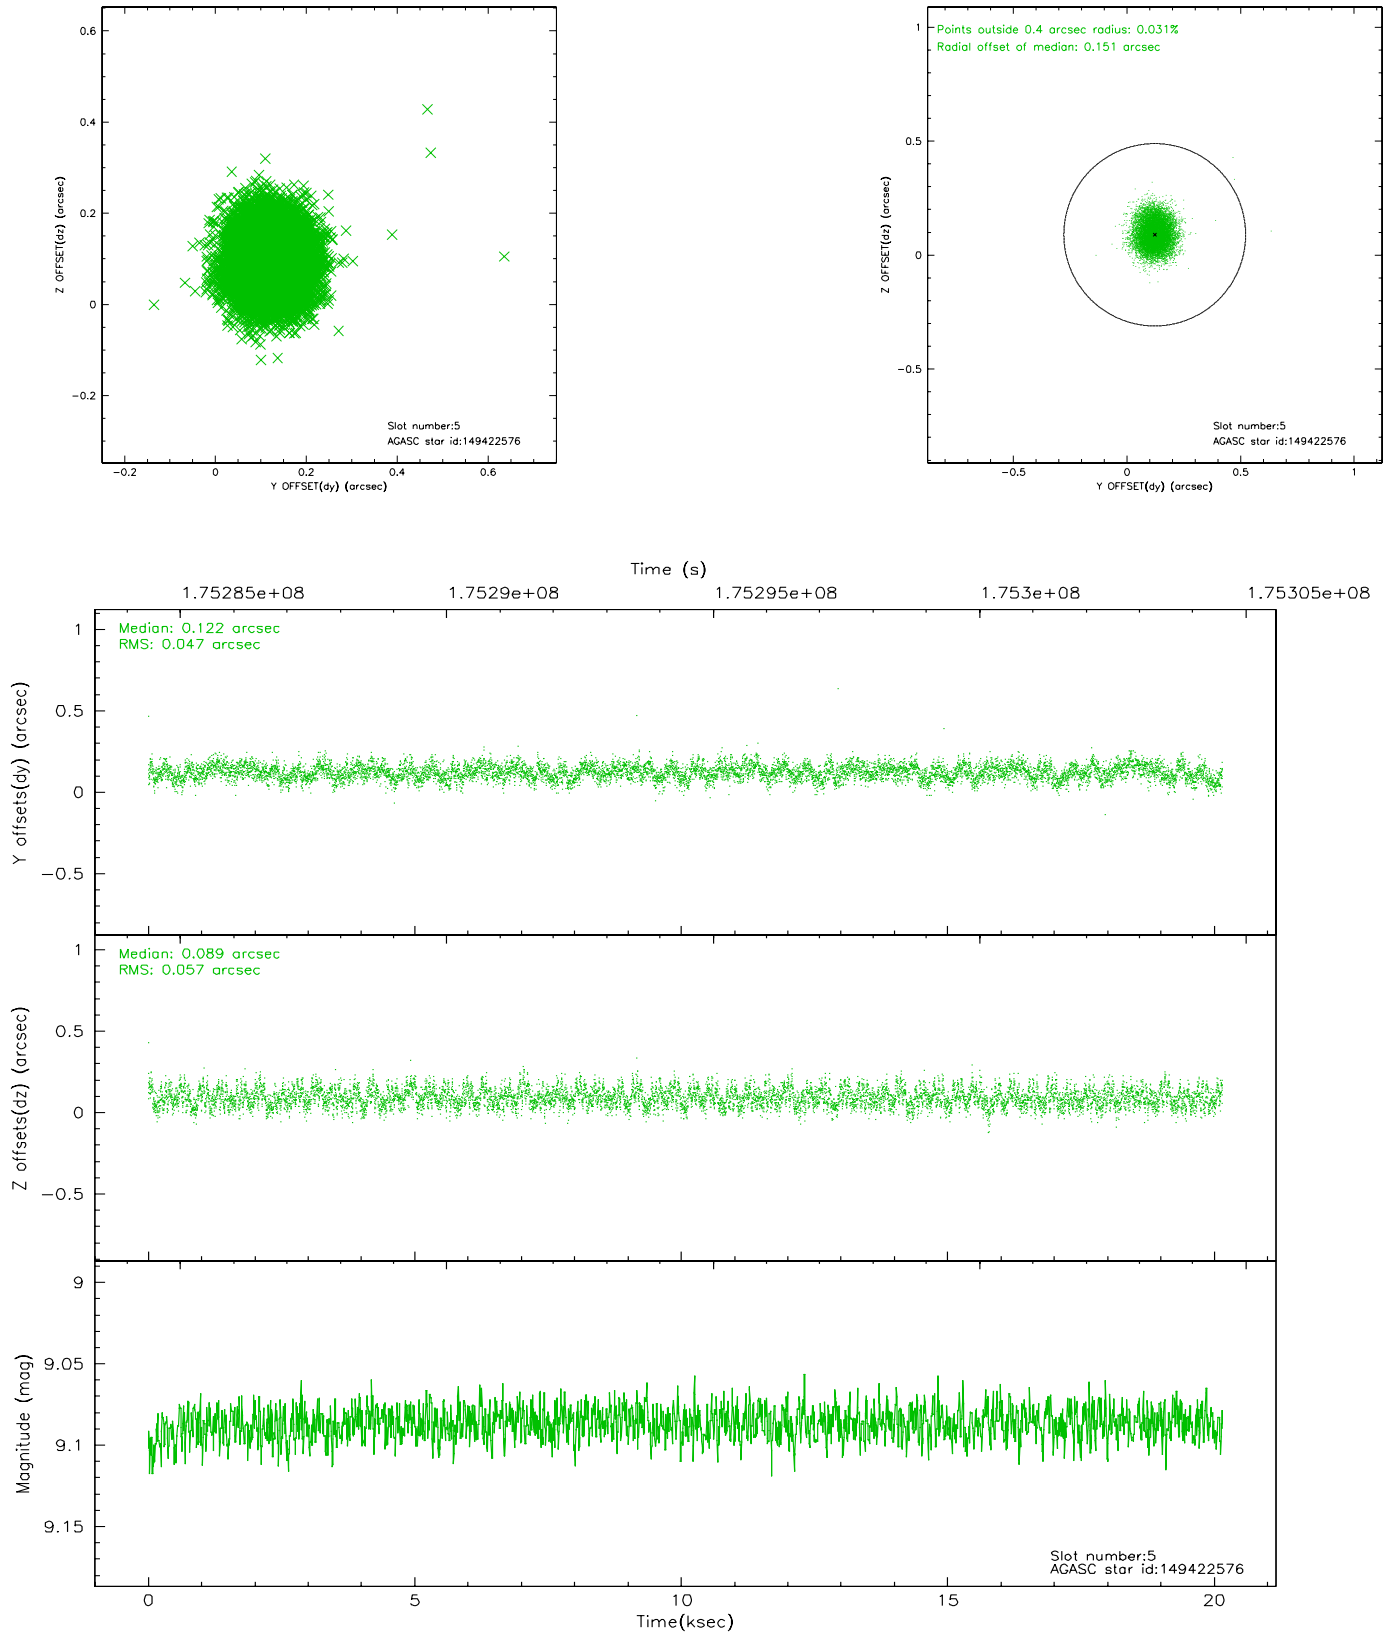 0.6
0.4
0.2
0
−0.2
Z OFFSET(dz) (arcsec)
Slot number:5
AGASC star id:149422576
−0.2 0 0.2 0.4 0.6
Y OFFSET(dy) (arcsec)
Points outside 0.4 arcsec radius: 0.031%
Radial offset of median: 0.151 arcsec
1
0.5
0
−0.5
Z OFFSET(dz) (arcsec)
Slot number:5
AGASC star id:149422576
−0.5 0 0.5 1
Y OFFSET(dy) (arcsec)
Time (s)
1.75285e+08 1.7529e+08 1.75295e+08 1.753e+08 1.75305e+08
Median: 0.122 arcsec
RMS: 0.047 arcsec
1
0.5
0
−0.5
Y offsets(dy) (arcsec)
Median: 0.089 arcsec
RMS: 0.057 arcsec
1
0.5
0
−0.5
Z offsets(dz) (arcsec)
9
9.05
9.1
9.15
Magnitude (mag)
Slot number:5
AGASC star id:149422576
0 5 10 15 20
Time(ksec)